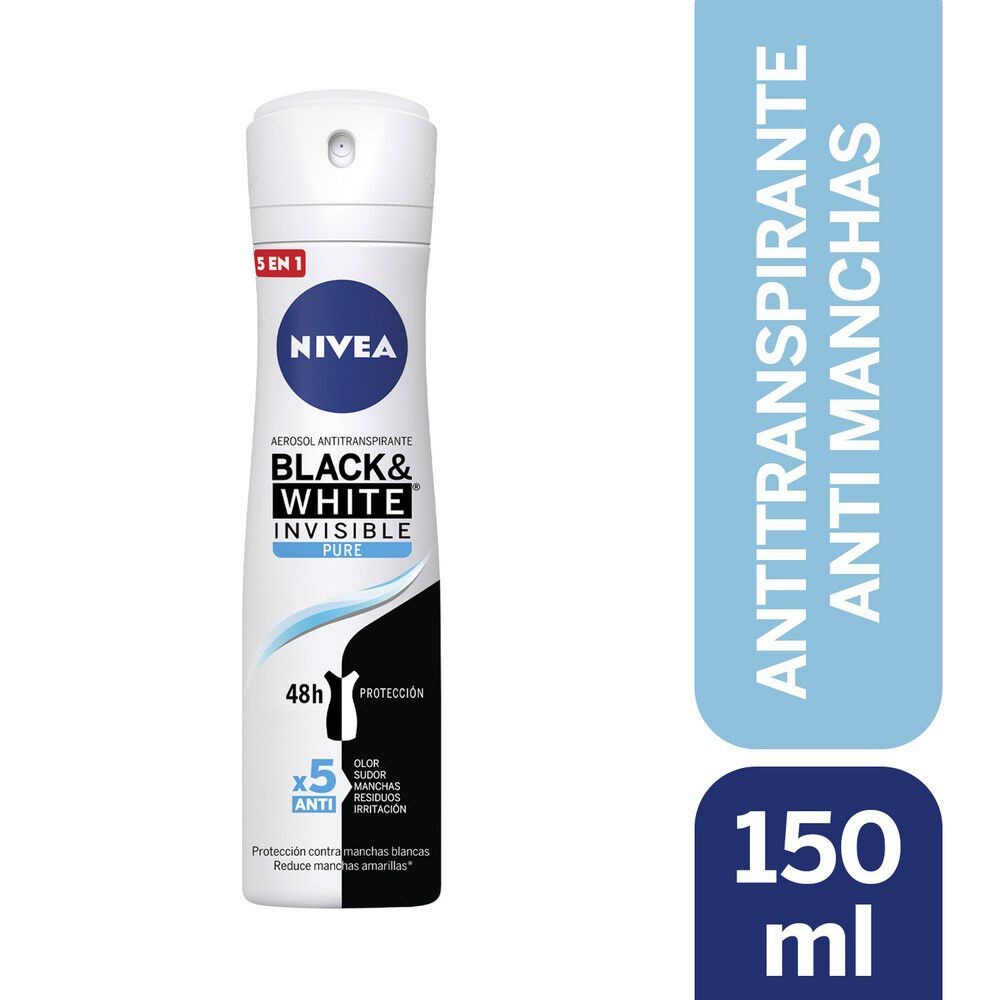 5 EN 1
NIVEA
AEROSOL ANTITRANSPIRANTE
BLACK&
WHITE®
INVISIBLE
PURE
48h PROTECCIÓN
x5
ANTI
OLOR
SUDOR
MANCHAS
RESIDUOS
IRRITACIÓN
Protección contra manchas blancas
Reduce manchas amarillas*
ANTITRANSPIRANTE
ANTI MANCHAS
150
ml